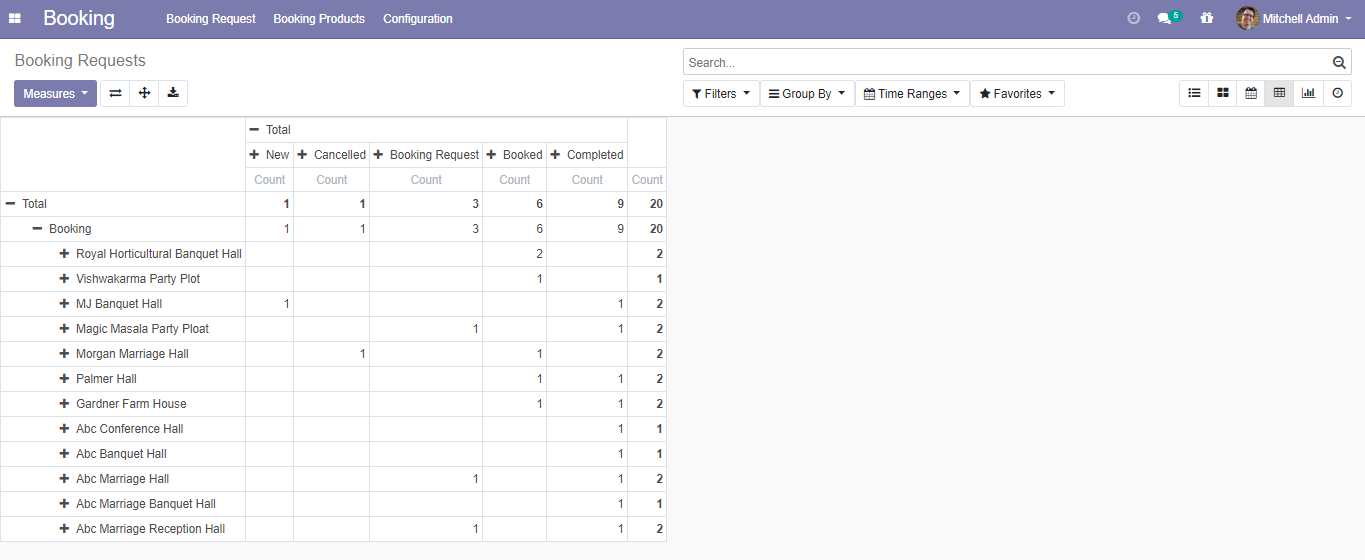 Booking Booking Request Booking Products Configuration 5 Mitchell Admin
Booking Requests
Search...
Measures Filters Group By Time Ranges Favorites
Total
New Cancelled Booking Request Booked Completed
Count Count Count Count Count Count
Total 1 1 3 6 9 20
Booking 1 1 3 6 9 20
Royal Horticultural Banquet Hall 2 2
Vishwakarma Party Plot 1 1
MJ Banquet Hall 1 1 2
Magic Masala Party Ploat 1 1 2
Morgan Marriage Hall 1 1 2
Palmer Hall 1 1 2
Gardner Farm House 1 1 2
Abc Conference Hall 1 1
Abc Banquet Hall 1 1
Abc Marriage Hall 1 1 2
Abc Marriage Banquet Hall 1 1
Abc Marriage Reception Hall 1 1 2